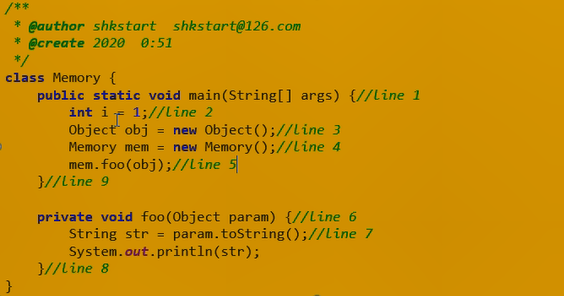 /**
 * @author shkstart  shkstart@126.com
 * @create 2020  0:51
 */
class Memory {
    public static void main(String[] args) {//line 1
        int i = 1;//line 2
        Object obj = new Object();//line 3
        Memory mem = new Memory();//line 4
        mem.foo(obj);//line 5
    }//line 9

    private void foo(Object param) {//line 6
        String str = param.toString();//line 7
        System.out.println(str);
    }//line 8
}